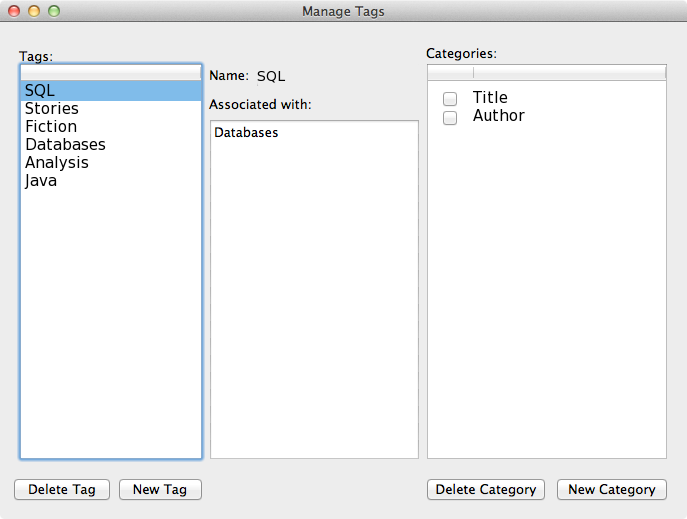 Manage Tags
Tags:
SQL
Stories
Fiction
Databases
Analysis
Java
Name: SQL
Associated with:
Databases
Categories:
Title
Author
Delete Tag
New Tag
Delete Category
New Category